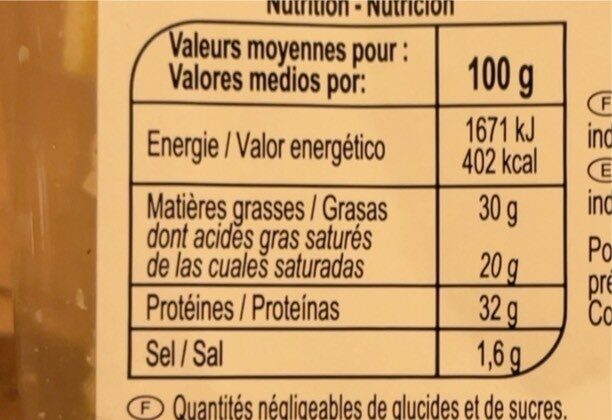 Nutrition - Nutrición
Valeurs moyennes pour :
Valores medios por:
100 g
Energie / Valor energético
1671 kJ
402 kcal
Matières grasses / Grasas
30 g
dont acides gras saturés
de las cuales saturadas
20 g
Protéines / Proteínas
32 g
Sel / Sal
1,6 g
F Quantités négligeables de glucides et de sucres.
F
E